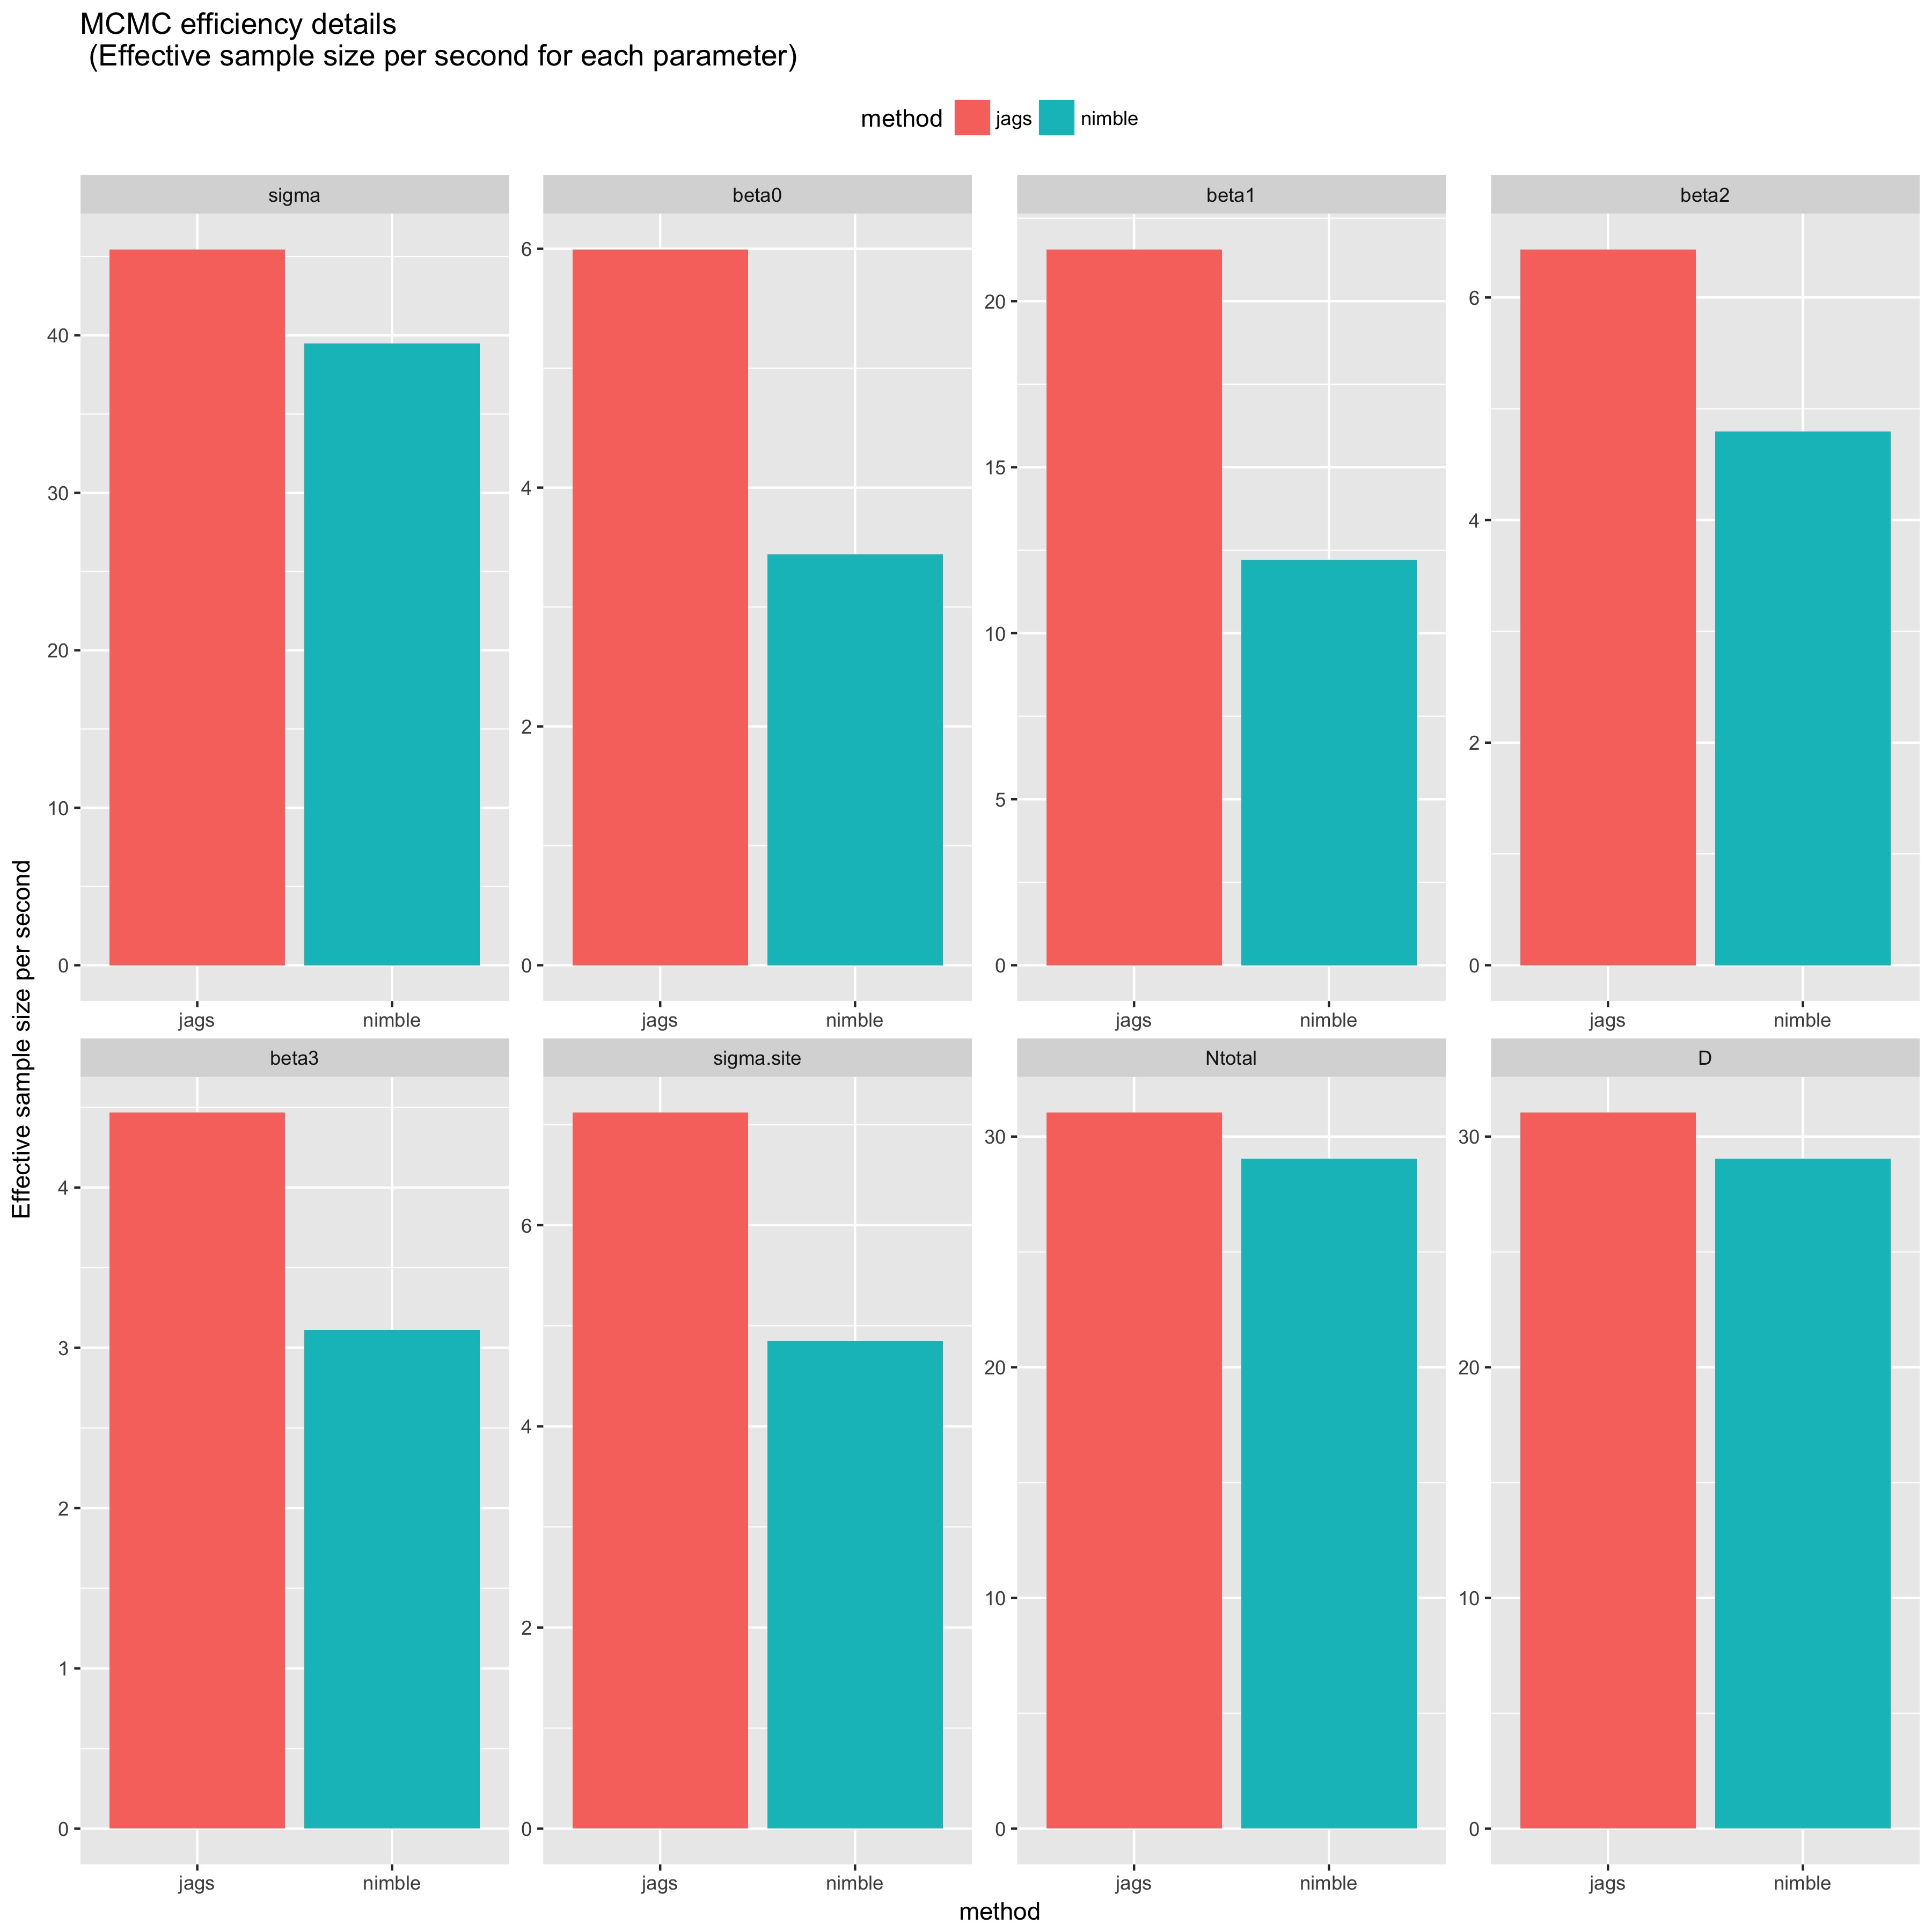 MCMC efficiency details
(Effective sample size per second for each parameter)
method jags nimble
Effective sample size per second
sigma
40
30
20
10
0
jags nimble
beta0
6
4
2
0
jags nimble
beta1
20
15
10
5
0
jags nimble
beta2
6
4
2
0
jags nimble
beta3
4
3
2
1
0
jags nimble
sigma.site
6
4
2
0
jags nimble
Ntotal
30
20
10
0
jags nimble
D
30
20
10
0
jags nimble
method